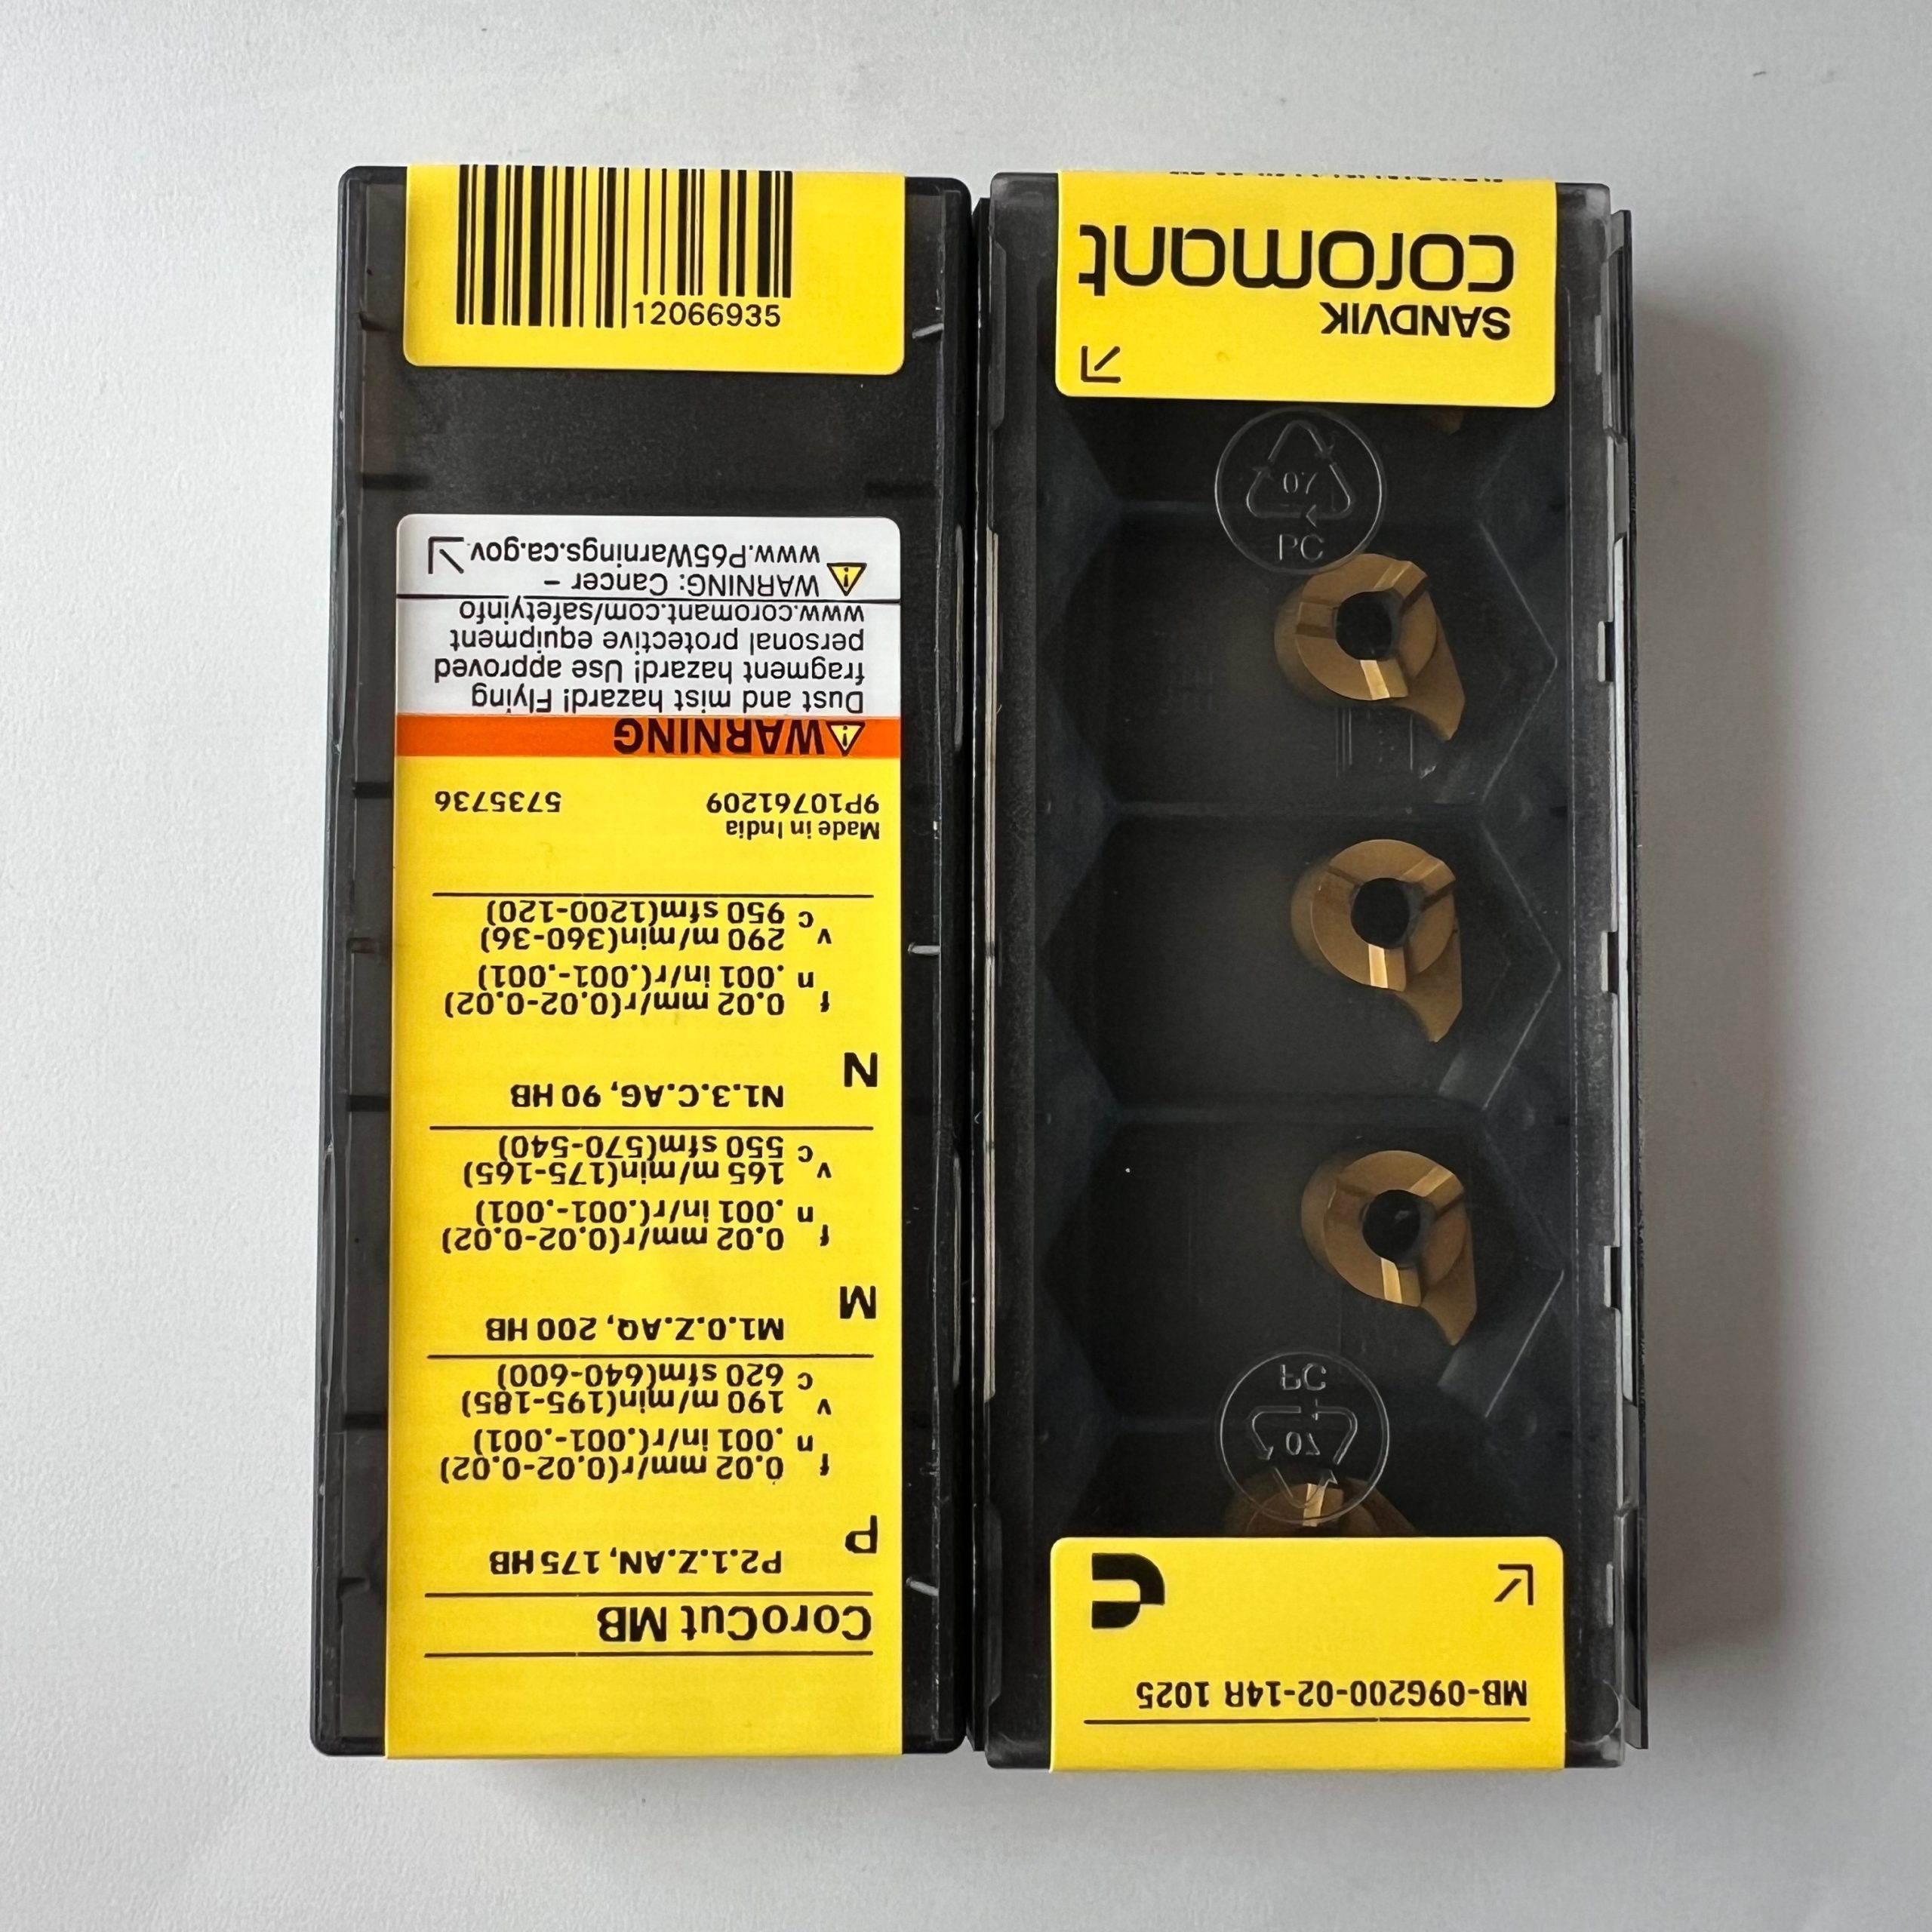 12066935
CoroCut MB
P
P2.1.Z.AN, 175 HB
fn 0.02 mm/r(0.02-0.02)
.001 in/r(.001-.001)
vc 190 m/min(195-185)
620 sfm(640-600)
M
M1.0.Z.AQ, 200 HB
fn 0.02 mm/r(0.02-0.02)
.001 in/r(.001-.001)
vc 165 m/min(175-165)
550 sfm(570-540)
N
N1.3.C.AG, 90 HB
fn 0.02 mm/r(0.02-0.02)
.001 in/r(.001-.001)
vc 290 m/min(360-36)
950 sfm(1200-120)
Made in India
9P10761209 5735736
WARNING
Dust and mist hazard! Flying
fragment hazard! Use approved
personal protective equipment
www.coromant.com/safetyinfo
WARNING: Cancer –
www.P65Warnings.ca.gov
MB-09G200-02-14R 1025
07
PC
07
PC
SANDVIK
coromant